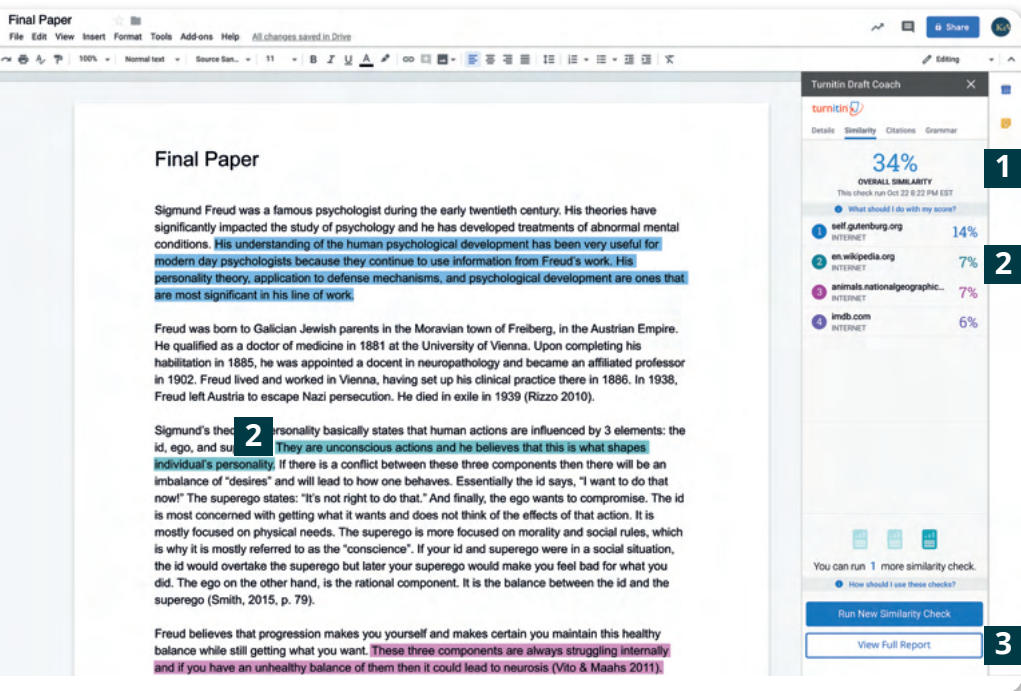 Final Paper
File Edit View Insert Format Tools Add-ons Help All changes saved in Drive
Share
100% Normal text Source San... 11 B I U A Editing
Final Paper
Sigmund Freud was a famous psychologist during the early twentieth century. His theories have
significantly impacted the study of psychology and he has developed treatments of abnormal mental
conditions. His understanding of the human psychological development has been very useful for
modern day psychologists because they continue to use information from Freud's work. His
personality theory, application to defense mechanisms, and psychological development are ones that
are most significant in his line of work.
Freud was born to Galician Jewish parents in the Moravian town of Freiberg, in the Austrian Empire.
He qualified as a doctor of medicine in 1881 at the University of Vienna. Upon completing his
habilitation in 1885, he was appointed a docent in neuropathology and became an affiliated professor
in 1902. Freud lived and worked in Vienna, having set up his clinical practice there in 1886. In 1938,
Freud left Austria to escape Nazi persecution. He died in exile in 1939 (Rizzo 2010).
Sigmund's personality basically states that human actions are influenced by 3 elements: the
id, ego, and 2 They are unconscious actions and he believes that this is what shapes
individual's personality. If there is a conflict between these three components then there will be an
imbalance of “desires” and will lead to how one behaves. Essentially the id says, “I want to do that
now!” The superego states: “It's not right to do that.” And finally, the ego wants to compromise. The id
is most concerned with getting what it wants and does not think of the effects of that action. It is
mostly focused on physical needs. The superego is more focused on morality and social rules, which
is why it is mostly referred to as the “conscience”. If your id and superego were in a social situation,
the id would overtake the superego but later your superego would make you feel bad for what you
did. The ego on the other hand, is the rational component. It is the balance between the id and the
superego (Smith, 2015, p. 79).
Freud believes that progression makes you yourself and makes certain you maintain this healthy
balance while still getting what you want. These three components are always struggling internally
and if you have an unhealthy balance of them then it could lead to neurosis (Vito & Maahs 2011).
Turnitin Draft Coach
turnitin
Details Similarity Citations Grammar
34%
1
OVERALL SIMILARITY
This check run Oct 22 8:22 PM EST
What should I do with my score?
1 self.gutenburg.org 14%
INTERNET
2 en.wikipedia.org 7%
INTERNET
2
3 animals.nationalgeographic... 7%
INTERNET
4 imdb.com 6%
INTERNET
You can run 1 more similarity check.
How should I use these checks?
Run New Similarity Check
View Full Report
3